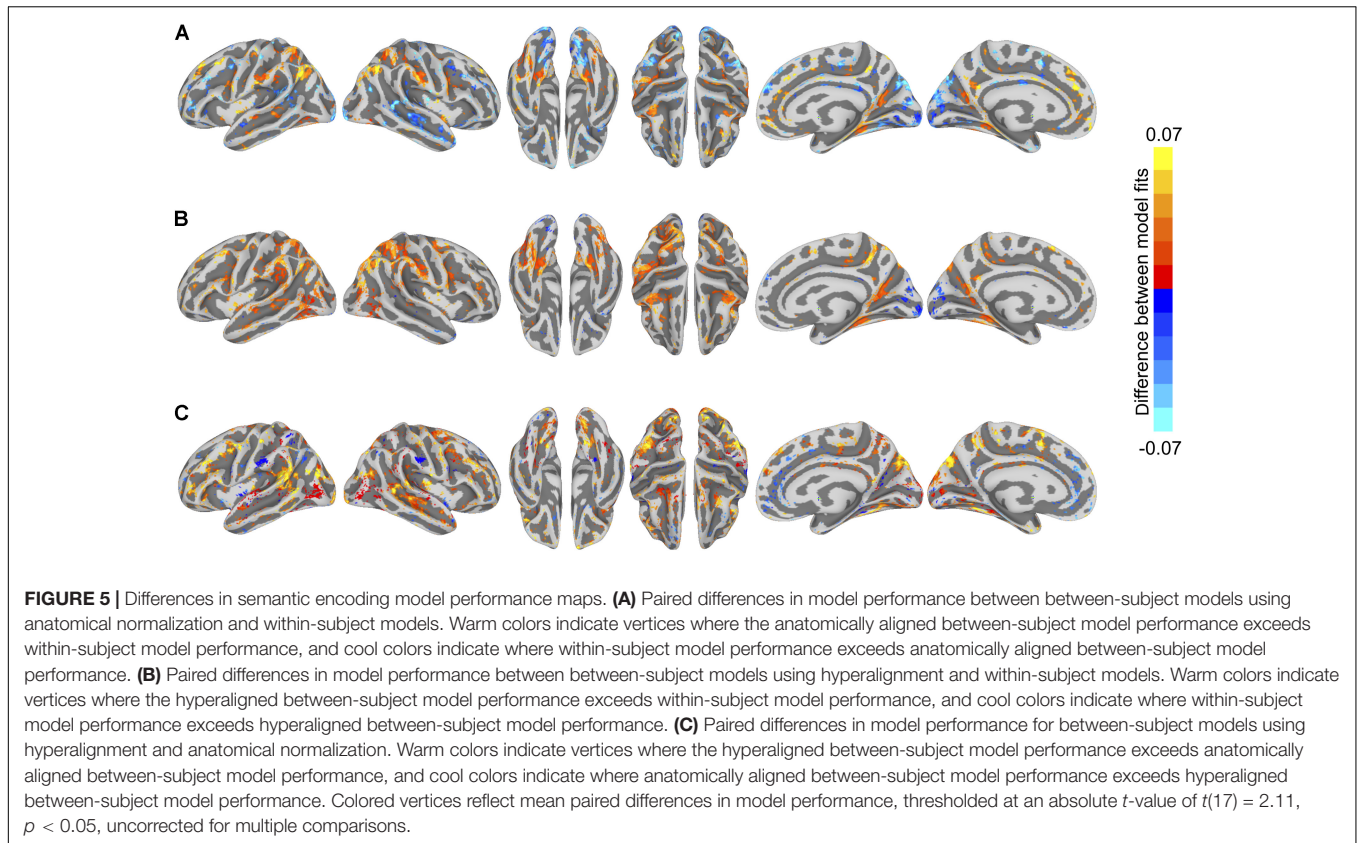 A
0.07
Difference between model fits
-0.07
B
C
FIGURE 5 | Differences in semantic encoding model performance maps. (A) Paired differences in model performance between between-subject models using
anatomical normalization and within-subject models. Warm colors indicate vertices where the anatomically aligned between-subject model performance exceeds
within-subject model performance, and cool colors indicate where within-subject model performance exceeds anatomically aligned between-subject model
performance. (B) Paired differences in model performance between between-subject models using hyperalignment and within-subject models. Warm colors indicate
vertices where the hyperaligned between-subject model performance exceeds within-subject model performance, and cool colors indicate where within-subject
model performance exceeds hyperaligned between-subject model performance. (C) Paired differences in model performance for between-subject models using
hyperalignment and anatomical normalization. Warm colors indicate vertices where the hyperaligned between-subject model performance exceeds anatomically
aligned between-subject model performance, and cool colors indicate where anatomically aligned between-subject model performance exceeds hyperaligned
between-subject model performance. Colored vertices reflect mean paired differences in model performance, thresholded at an absolute t-value of t(17) = 2.11,
p < 0.05, uncorrected for multiple comparisons.